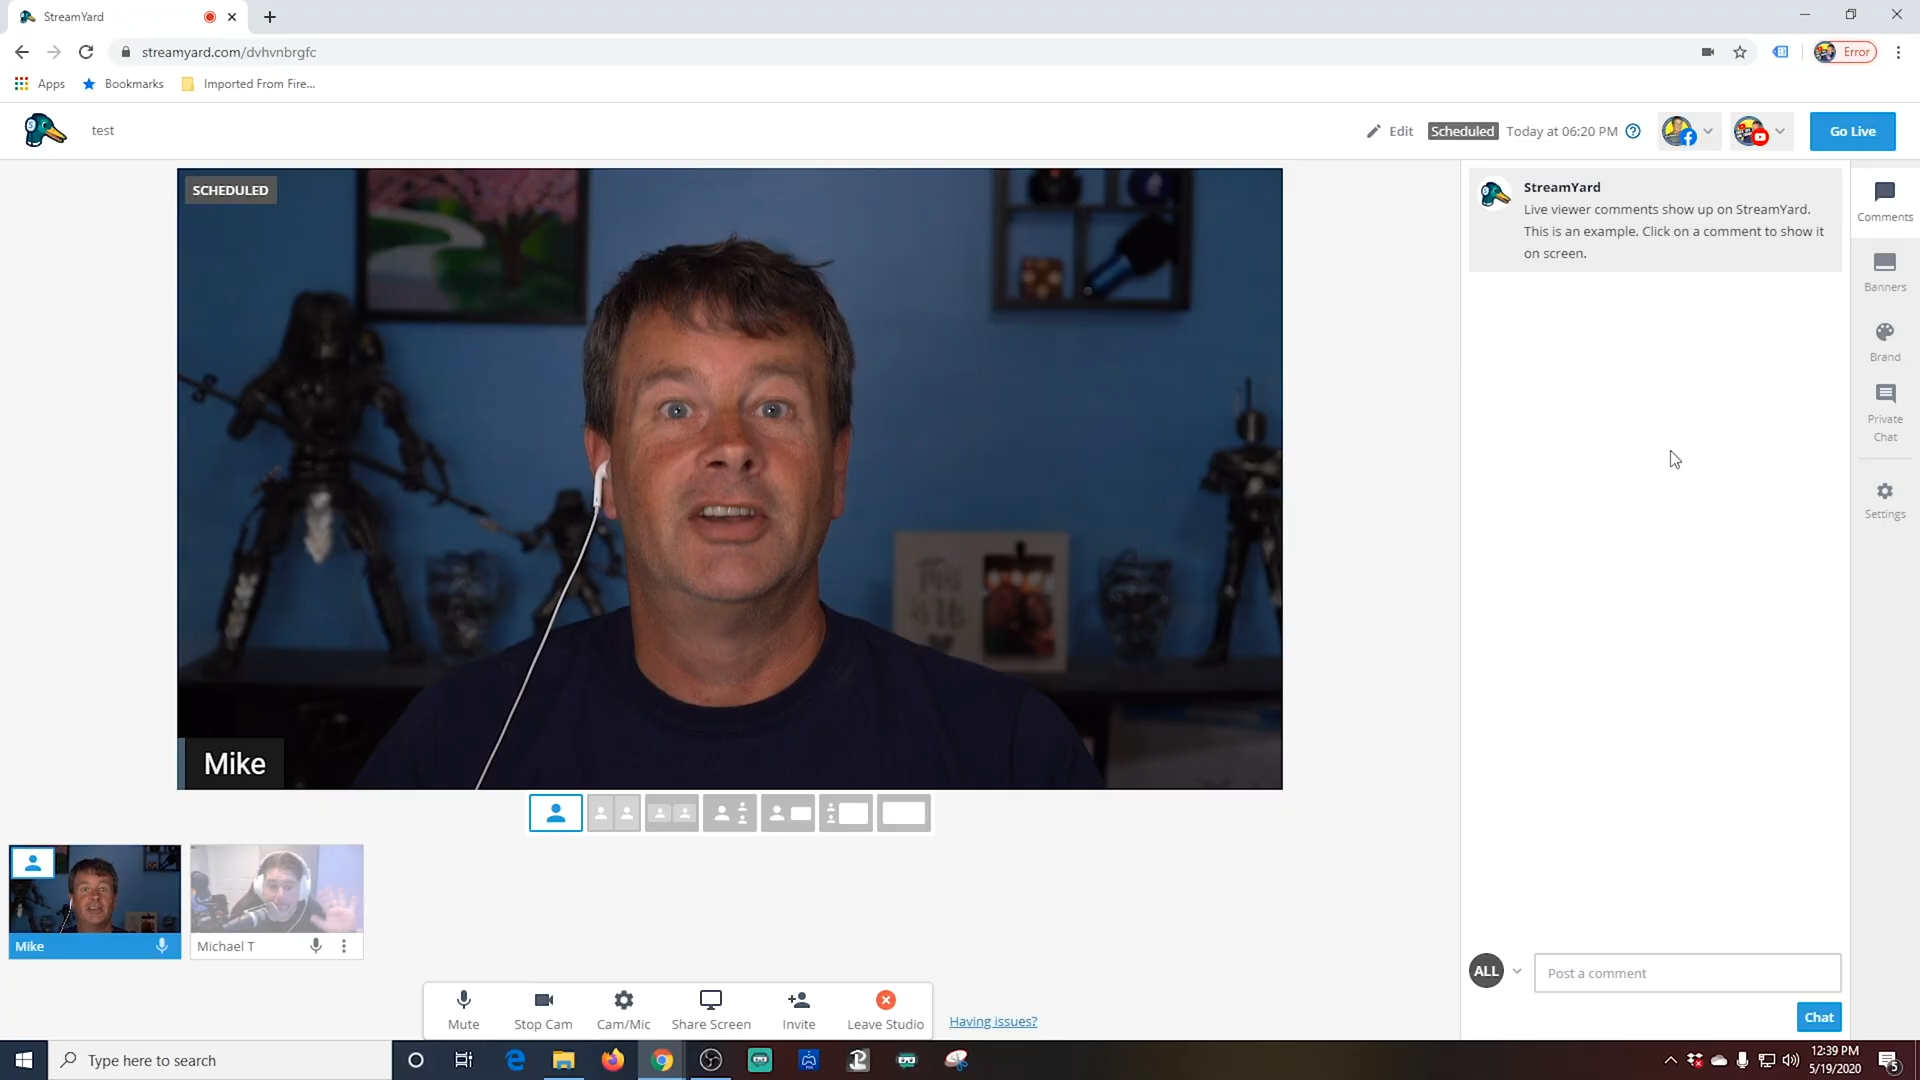 StreamYard
streamyard.com/dvhvnbrgfc
Error
Apps
Bookmarks
Imported From Fire...
test
Edit
Scheduled
Today at 06:20 PM
Go Live
SCHEDULED
This
is it
Mike
StreamYard
Live viewer comments show up on StreamYard.
This is an example. Click on a comment to show it
on screen.
Comments
Banners
Brand
Private
Chat
Settings
Mike
Michael T
ALL
Post a comment
Chat
Mute
Stop Cam
Cam/Mic
Share Screen
Invite
Leave Studio
Having issues?
Type here to search
12:39 PM
5/19/2020
5